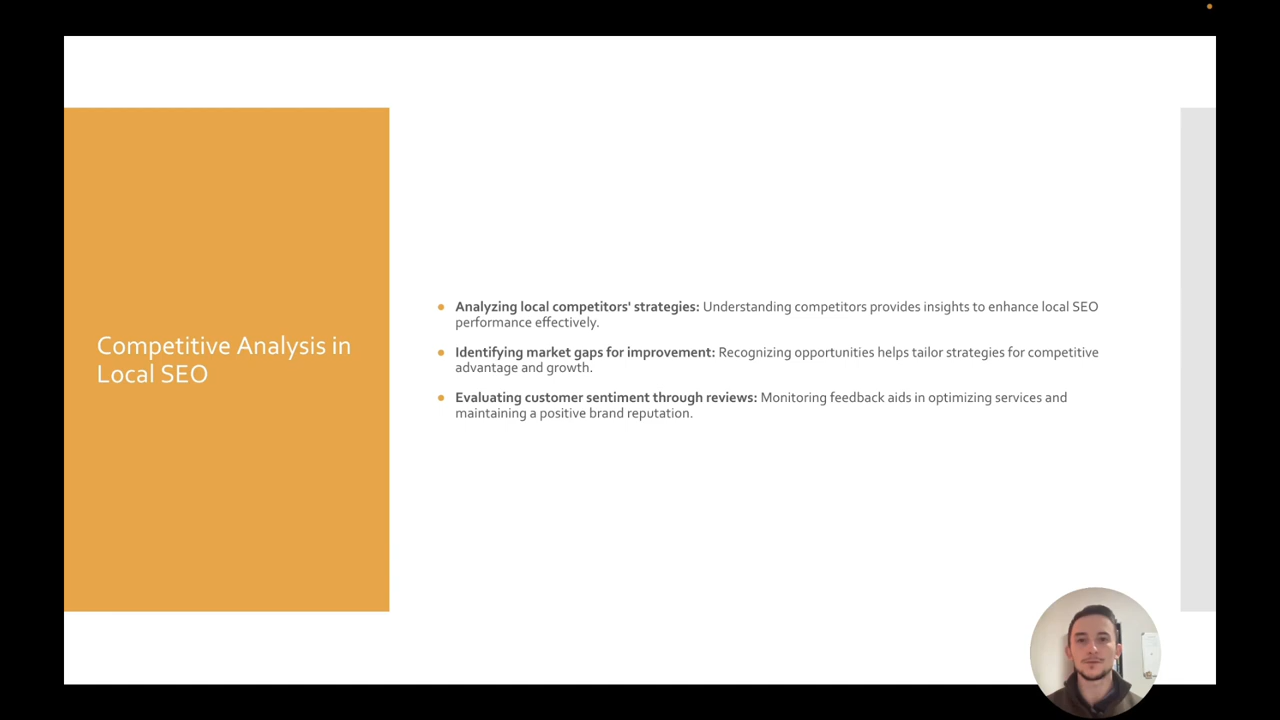 Competitive Analysis in
Local SEO
Analyzing local competitors' strategies: Understanding competitors provides insights to enhance local SEO
performance effectively.
Identifying market gaps for improvement: Recognizing opportunities helps tailor strategies for competitive
advantage and growth.
Evaluating customer sentiment through reviews: Monitoring feedback aids in optimizing services and
maintaining a positive brand reputation.